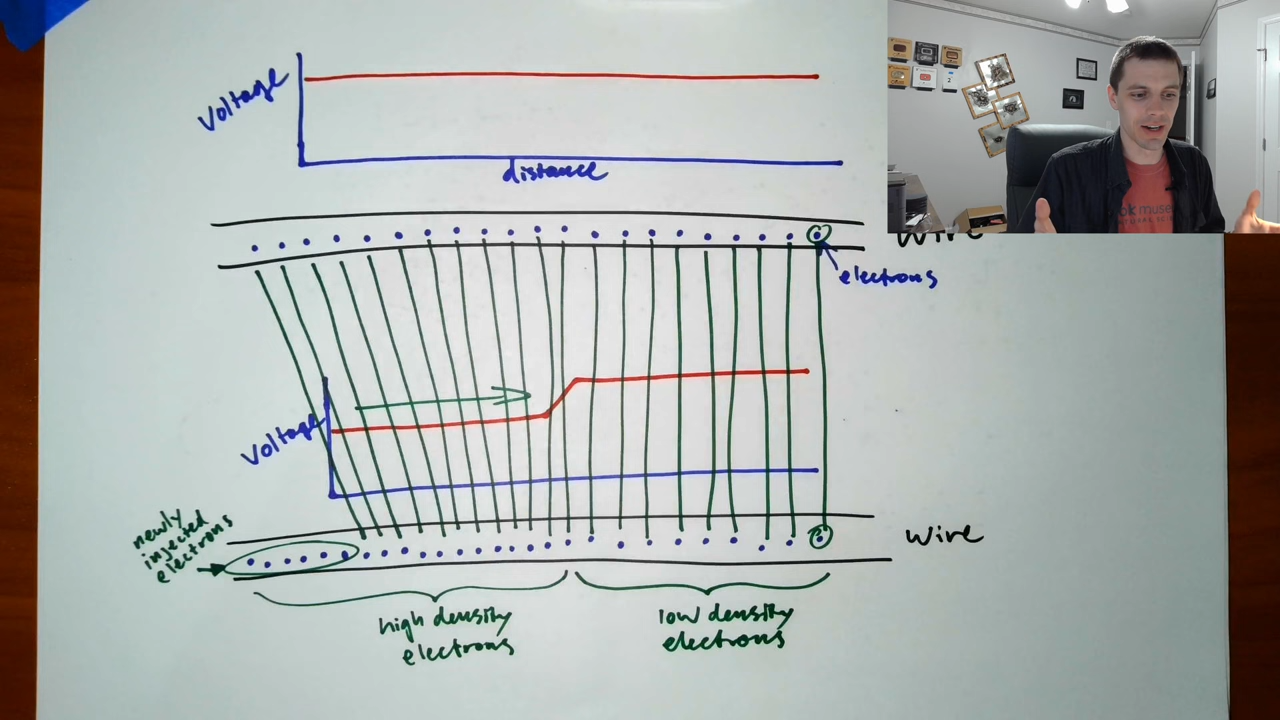 Voltage
distance
wire
electrons
Voltage
newly
injected
electrons
wire
high density
electrons
low density
electrons